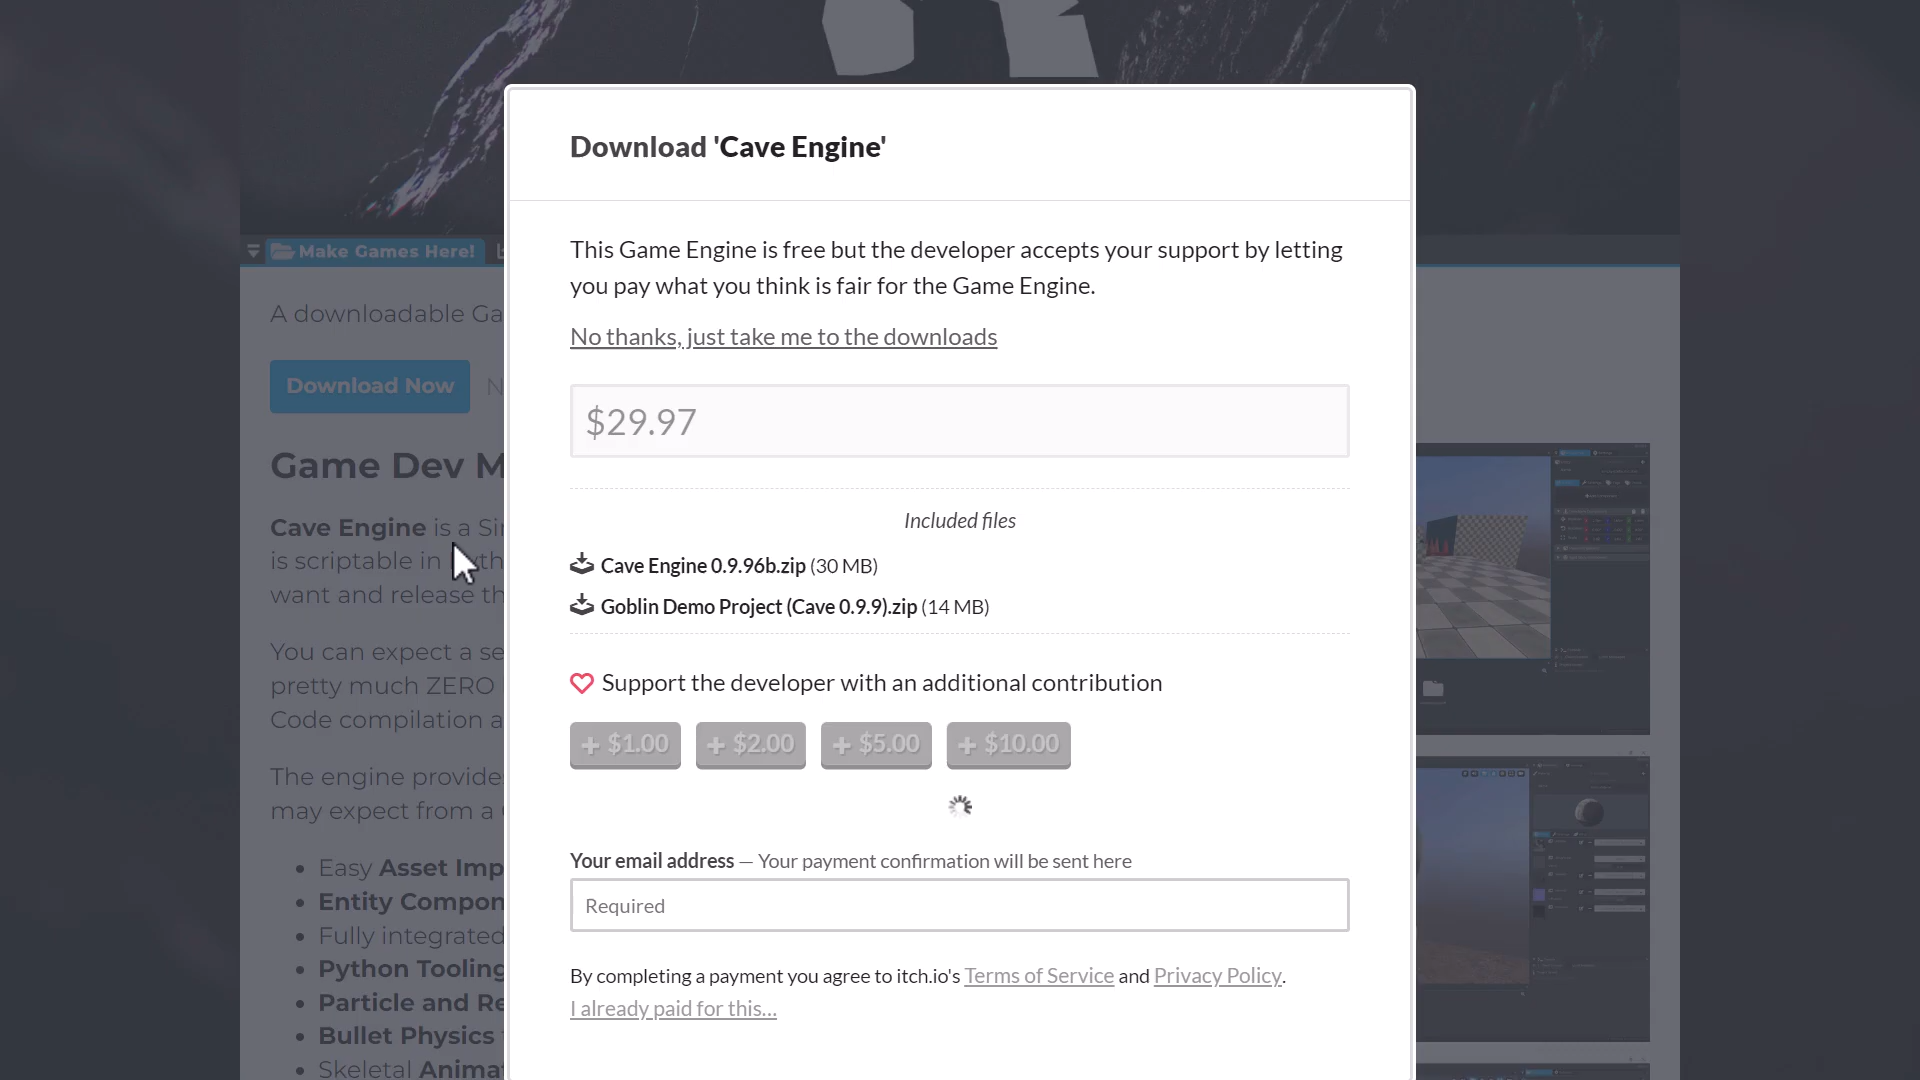 Make Games Here!
A downloadable Ga
Download Now N
Game Dev M
Cave Engine is a Si
is scriptable in
want and release th
You can expect a se
pretty much ZERO
Code compilation a
The engine provide
may expect from a
Easy Asset Imp
Entity Compon
Fully integrated
Python Tooling
Particle and Re
Bullet Physics
Skeletal Animat
Download 'Cave Engine'
This Game Engine is free but the developer accepts your support by letting
you pay what you think is fair for the Game Engine.
No thanks, just take me to the downloads
$29.97
Included files
Cave Engine 0.9.96b.zip (30 MB)
Goblin Demo Project (Cave 0.9.9).zip (14 MB)
Support the developer with an additional contribution
+ $1.00 + $2.00 + $5.00 + $10.00
Your email address — Your payment confirmation will be sent here
Required
By completing a payment you agree to itch.io's Terms of Service and Privacy Policy.
I already paid for this...